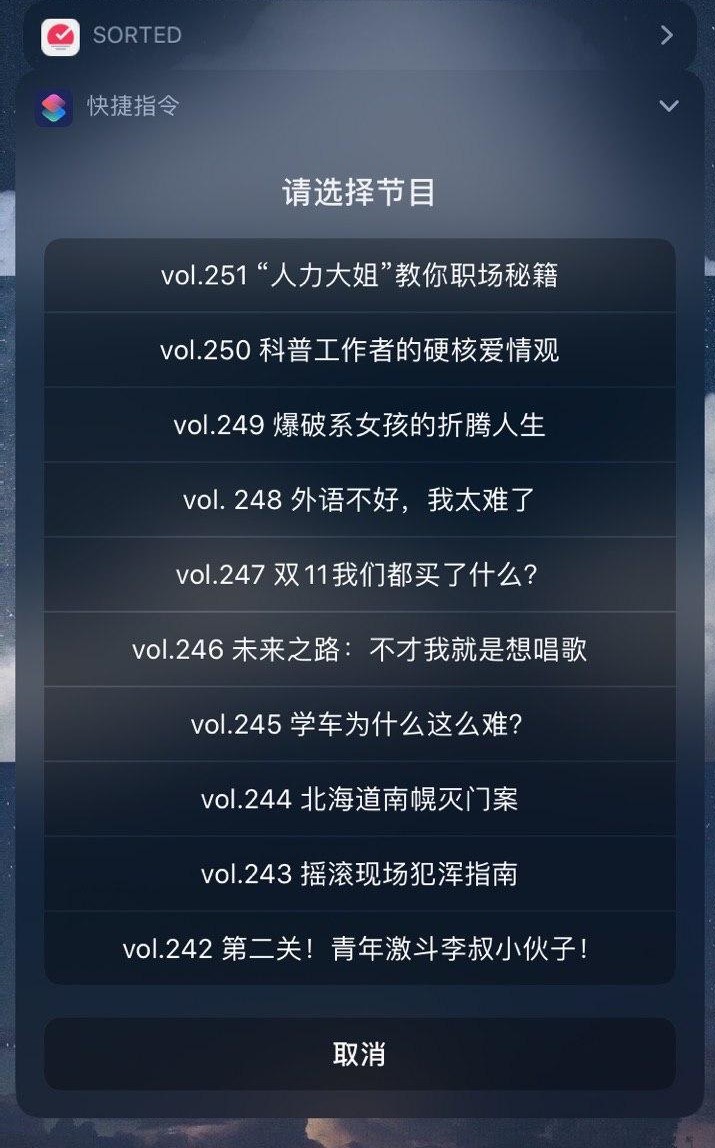 SORTED
快捷指令
请选择节目
vol.251 “人力大姐”教你职场秘籍
vol.250 科普工作者的硬核爱情观
vol.249 爆破系女孩的折腾人生
vol. 248 外语不好，我太难了
vol.247 双11我们都买了什么？
vol.246 未来之路：不才我就是想唱歌
vol.245 学车为什么这么难？
vol.244 北海道南幌灭门案
vol.243 摇滚现场犯浑指南
vol.242 第二关！青年激斗李叔小伙子！
取消